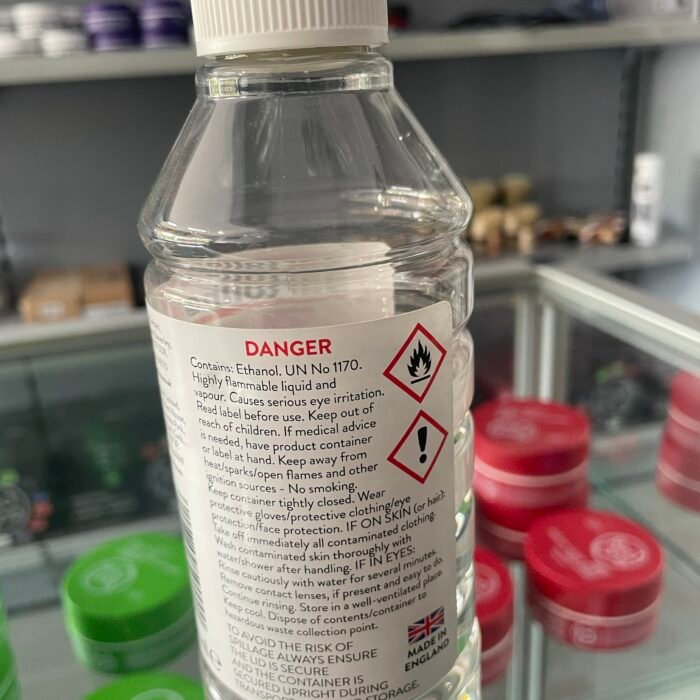 DANGER
Contains: Ethanol. UN No 1170.
Highly flammable liquid and
vapour. Causes serious eye irritation.
Read label before use. Keep out of
reach of children. If medical advice
is needed, have product container
or label at hand. Keep away from
heat/sparks/open flames and other
ignition sources - No smoking.
Keep container tightly closed. Wear
protective gloves/protective clothing/eye
protection/face protection. IF ON SKIN (or hair):
Take off immediately all contaminated clothing.
Wash contaminated skin thoroughly with
water/shower after handling. IF IN EYES:
Rinse cautiously with water for several minutes.
Remove contact lenses, if present and easy to do.
Continue rinsing. Store in a well-ventilated place.
Keep cool. Dispose of contents/container to
hazardous waste collection point.
TO AVOID THE RISK OF
SPILLAGE ALWAYS ENSURE
THE LID IS SECURE
AND THE CONTAINER IS
SECURED UPRIGHT DURING
STORAGE.
MADE IN
ENGLAND